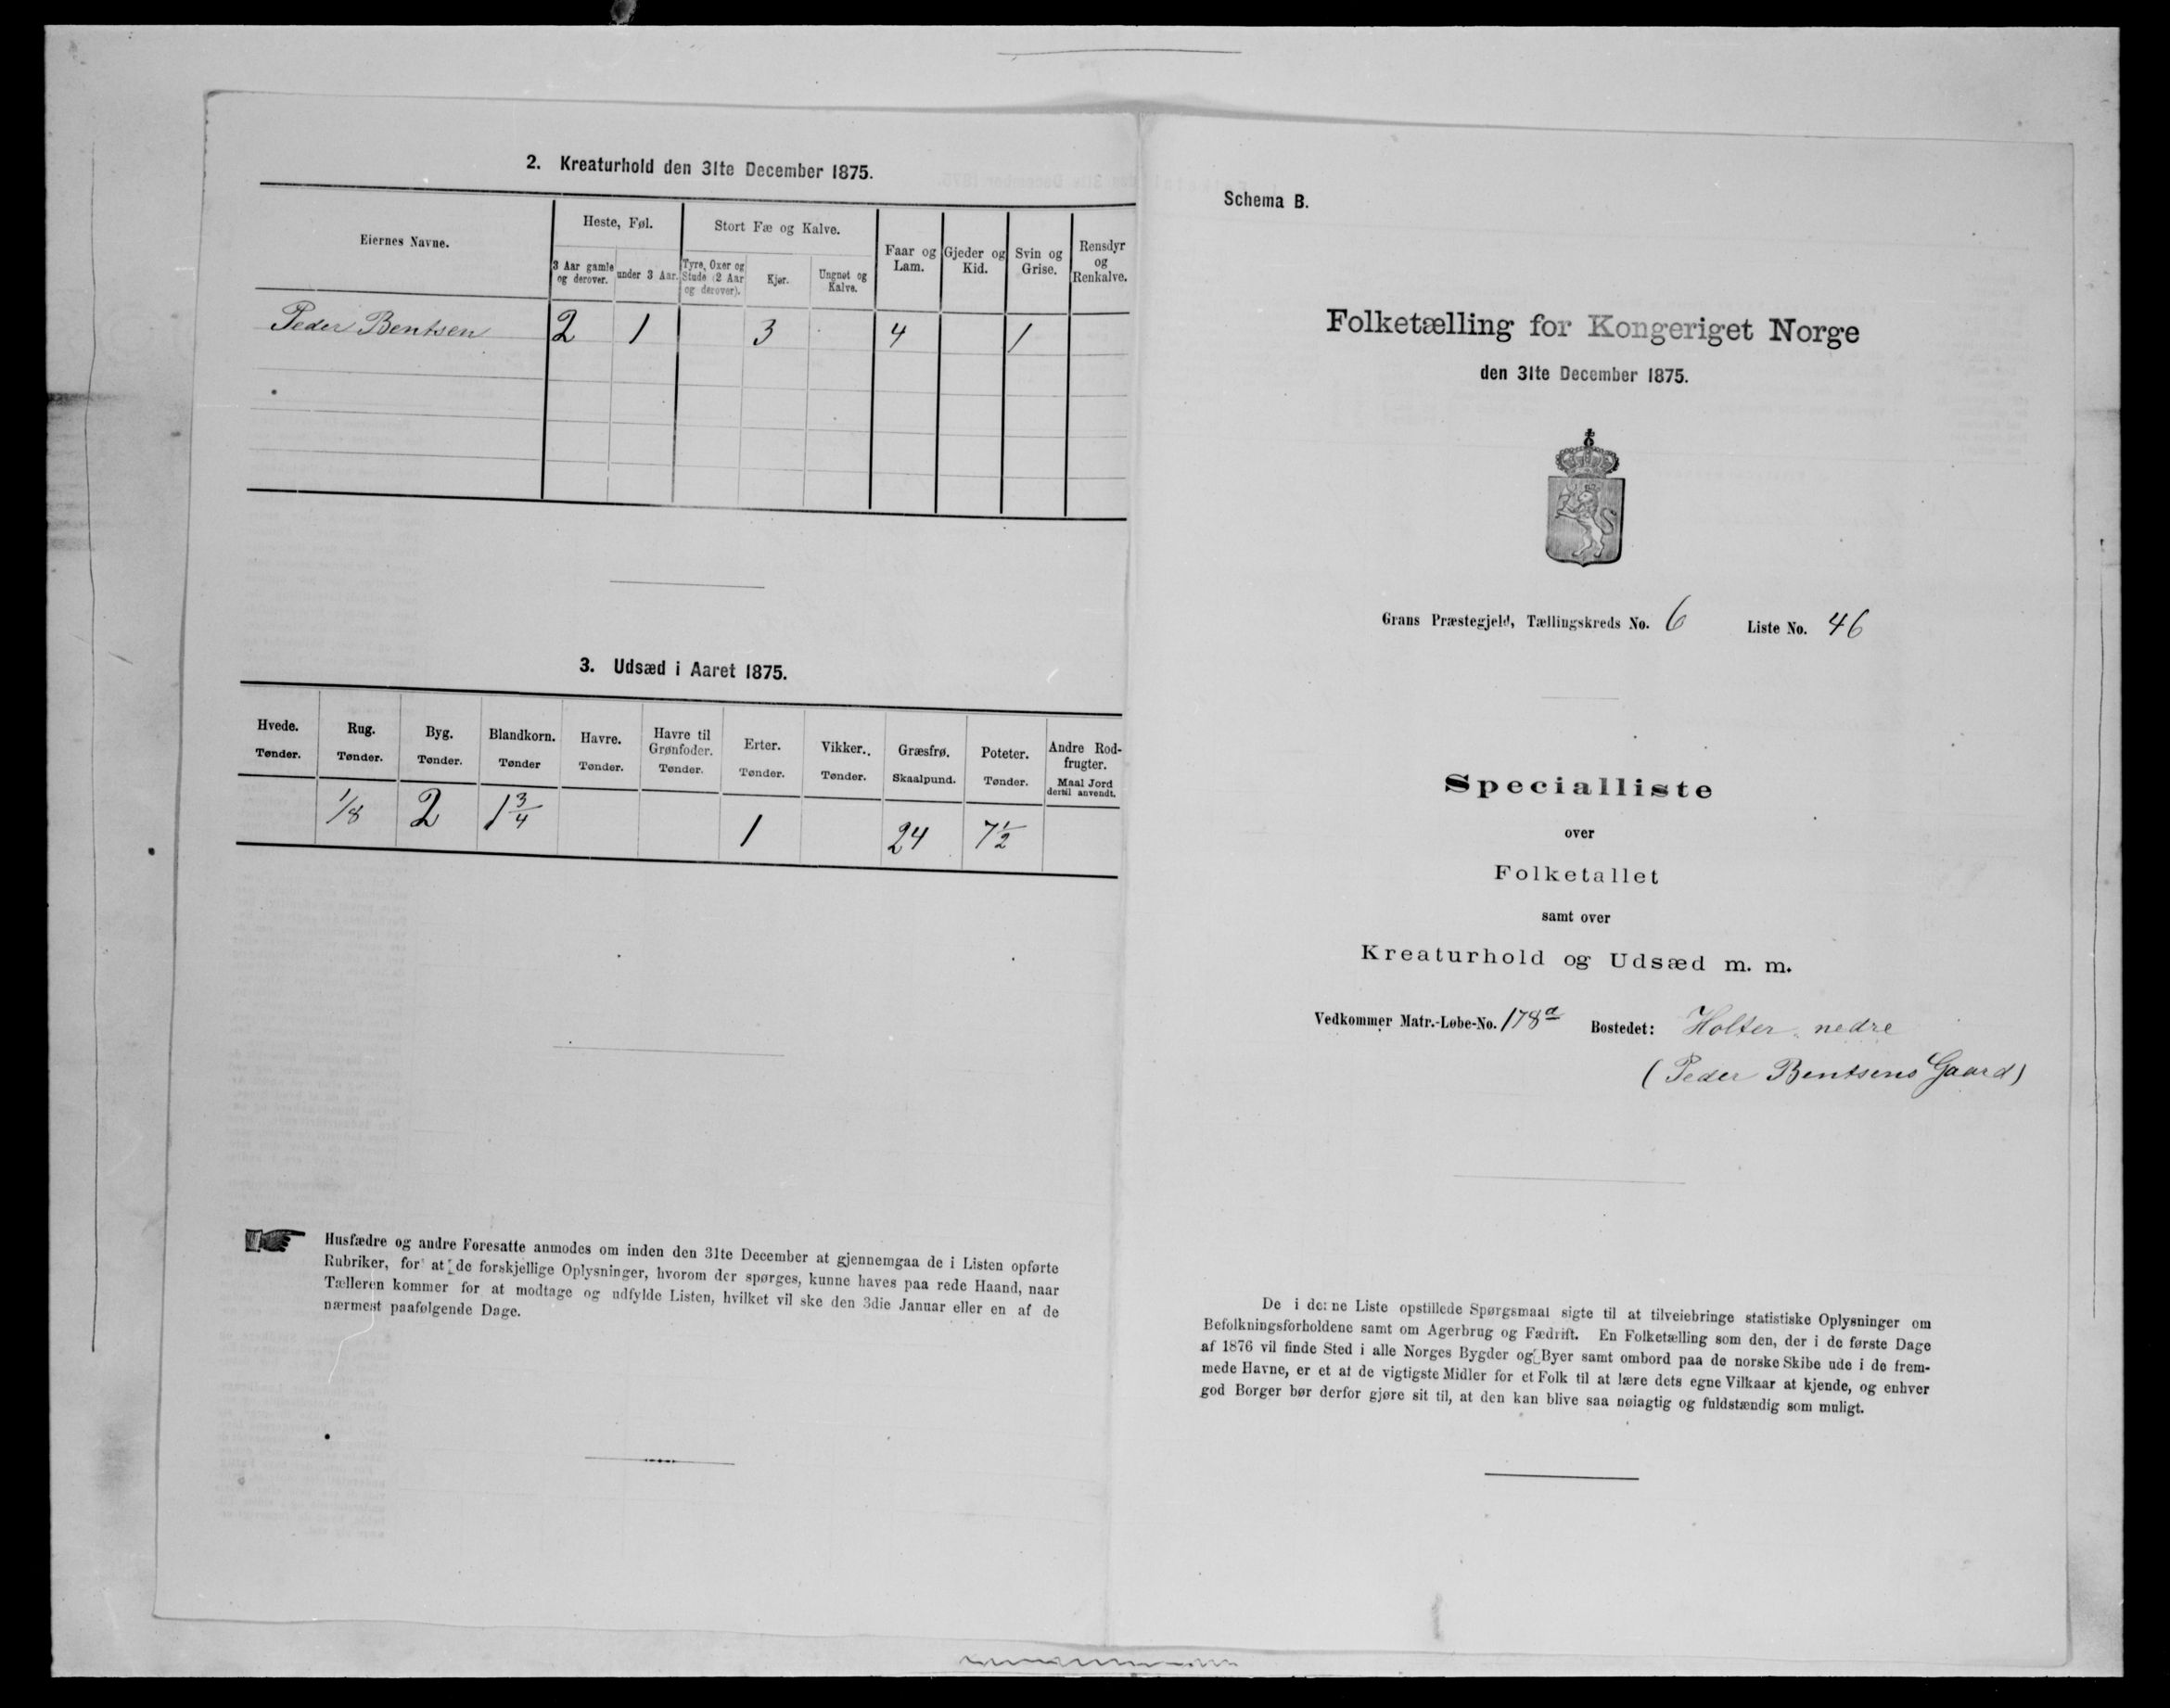 2. Kreaturhold den 31te December 1875.
Eiernes Navne.
Heste, Føl.
Stort Fæ og Kalve.
Faar og Lam.
Gjeder og Kid.
Svin og Grise.
Rensdyr og Renkalve.
3 Aar gamle og derover.
under 3 Aar.
Tyre, Oxer og Stude (2 Aar og derover).
Kjør.
Ungnøt og Kalve.
Peder Bentsen 2 1 3 4 1
3. Udsæd i Aaret 1875.
Hvede. Rug. Byg. Blandkorn. Havre. Havre til Grønfoder. Erter. Vikker. Græsfrø. Poteter. Andre Rodfrugter.
Tønder. Tønder. Tønder. Tønder Tønder. Tønder. Tønder. Tønder. Skaalpund. Tønder. Maal Jord dertil anvendt.
1/8 2 1 3/4 1 24 7 1/2
Husfædre og andre Foresatte anmodes om inden den 31te December at gjennemgaa de i Listen opførte
Rubriker, for at de forskjellige Oplysninger, hvorom der spørges, kunne haves paa rede Haand, naar
Tælleren kommer for at modtage og udfylde Listen, hvilket vil ske den 3die Januar eller en af de
nærmest paafølgende Dage.
Schema B.
Folketælling for Kongeriget Norge
den 31te December 1875.
Grans Præstegjeld, Tællingskreds No. 6 Liste No. 46
Specialliste
over
Folketallet
samt over
Kreaturhold og Udsæd m. m.
Vedkommer Matr.-Løbe-No. 178a Bostedet: Holter nedre
(Peder Bentsens Gaard)
De i denne Liste opstillede Spørgsmaal sigte til at tilveiebringe statistiske Oplysninger om
Befolkningsforholdene samt om Agerbrug og Fædrift. En Folketælling som den, der i de første Dage
af 1876 vil finde Sted i alle Norges Bygder og Byer samt ombord paa de norske Skibe ude i de frem-
mede Havne, er et af de vigtigste Midler for et Folk til at lære dets egne Vilkaar at kjende, og enhver
god Borger bør derfor gjøre sit til, at den kan blive saa nøiagtig og fuldstændig som muligt.